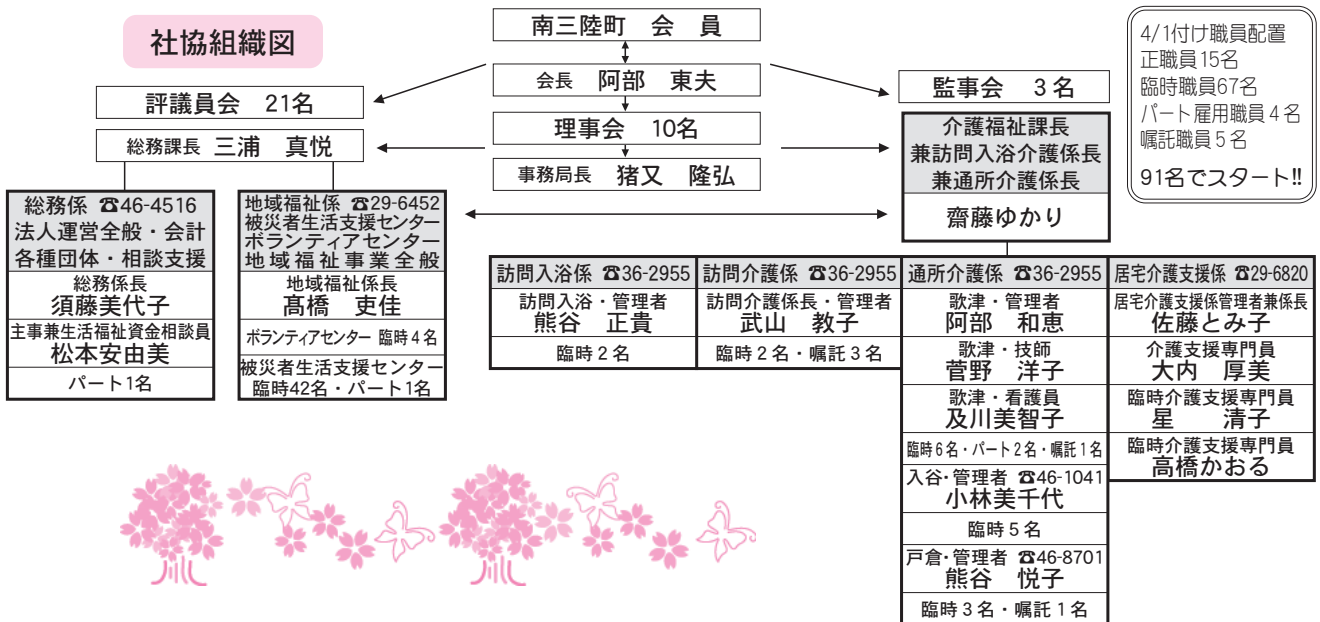 社協組織図
南三陸町　会　員
会長　阿部　東夫
理事会　10名
事務局長　猪又　隆弘
評議員会　21名
総務課長 三浦　真悦
監事会　3名
介護福祉課長
兼訪問入浴介護係長
兼通所介護係長
齋藤ゆかり
4/1付け職員配置
正職員15名
臨時職員67名
パート雇用職員4名
嘱託職員5名
91名でスタート!!
総務係 ☎46-4516
法人運営全般・会計
各種団体・相談支援
総務係長
須藤美代子
主事兼生活福祉資金相談員
松本安由美
パート1名
地域福祉係 ☎29-6452
被災者生活支援センター
ボランティアセンター
地域福祉事業全般
地域福祉係長
髙橋　吏佳
ボランティアセンター 臨時4名
被災者生活支援センター
臨時42名・パート1名
訪問入浴係 ☎36-2955
訪問入浴・管理者
熊谷　正貴
臨時2名
訪問介護係 ☎36-2955
訪問介護係長・管理者
武山　教子
臨時2名・嘱託3名
通所介護係 ☎36-2955
歌津・管理者
阿部　和恵
歌津・技師
菅野　洋子
歌津・看護員
及川美智子
臨時6名・パート2名・嘱託1名
入谷・管理者 ☎46-1041
小林美千代
臨時5名
戸倉・管理者 ☎46-8701
熊谷　悦子
臨時3名・嘱託1名
居宅介護支援係 ☎29-6820
居宅介護支援係管理者兼係長
佐藤とみ子
介護支援専門員
大内　厚美
臨時介護支援専門員
星　　清子
臨時介護支援専門員
高橋かおる